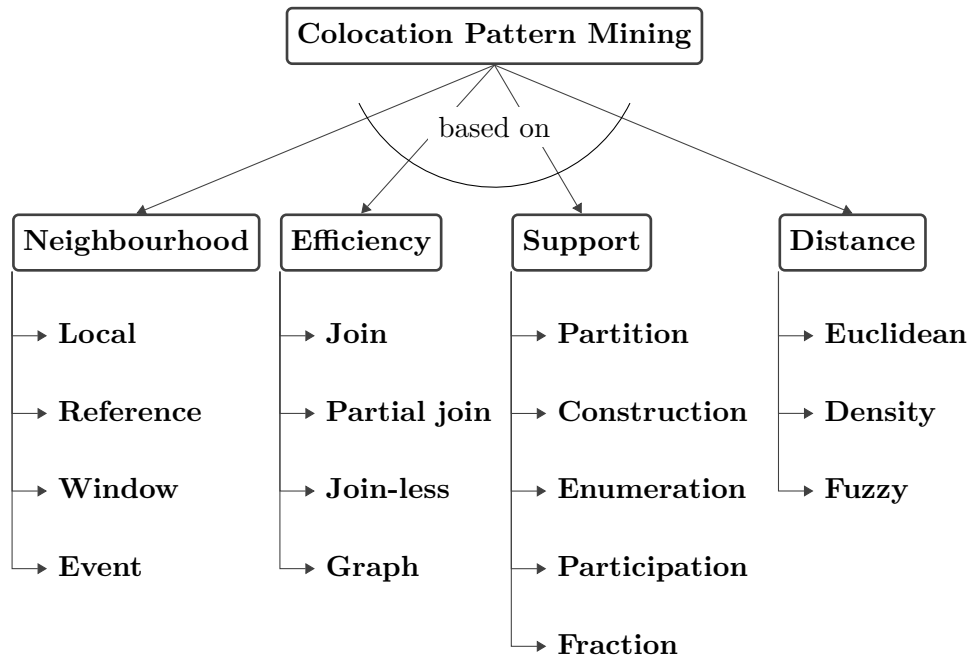 Colocation Pattern Mining
based on
Neighbourhood
Efficiency
Support
Distance
Local
Join
Partition
Euclidean
Reference
Partial join
Construction
Density
Window
Join-less
Enumeration
Fuzzy
Event
Graph
Participation
Fraction